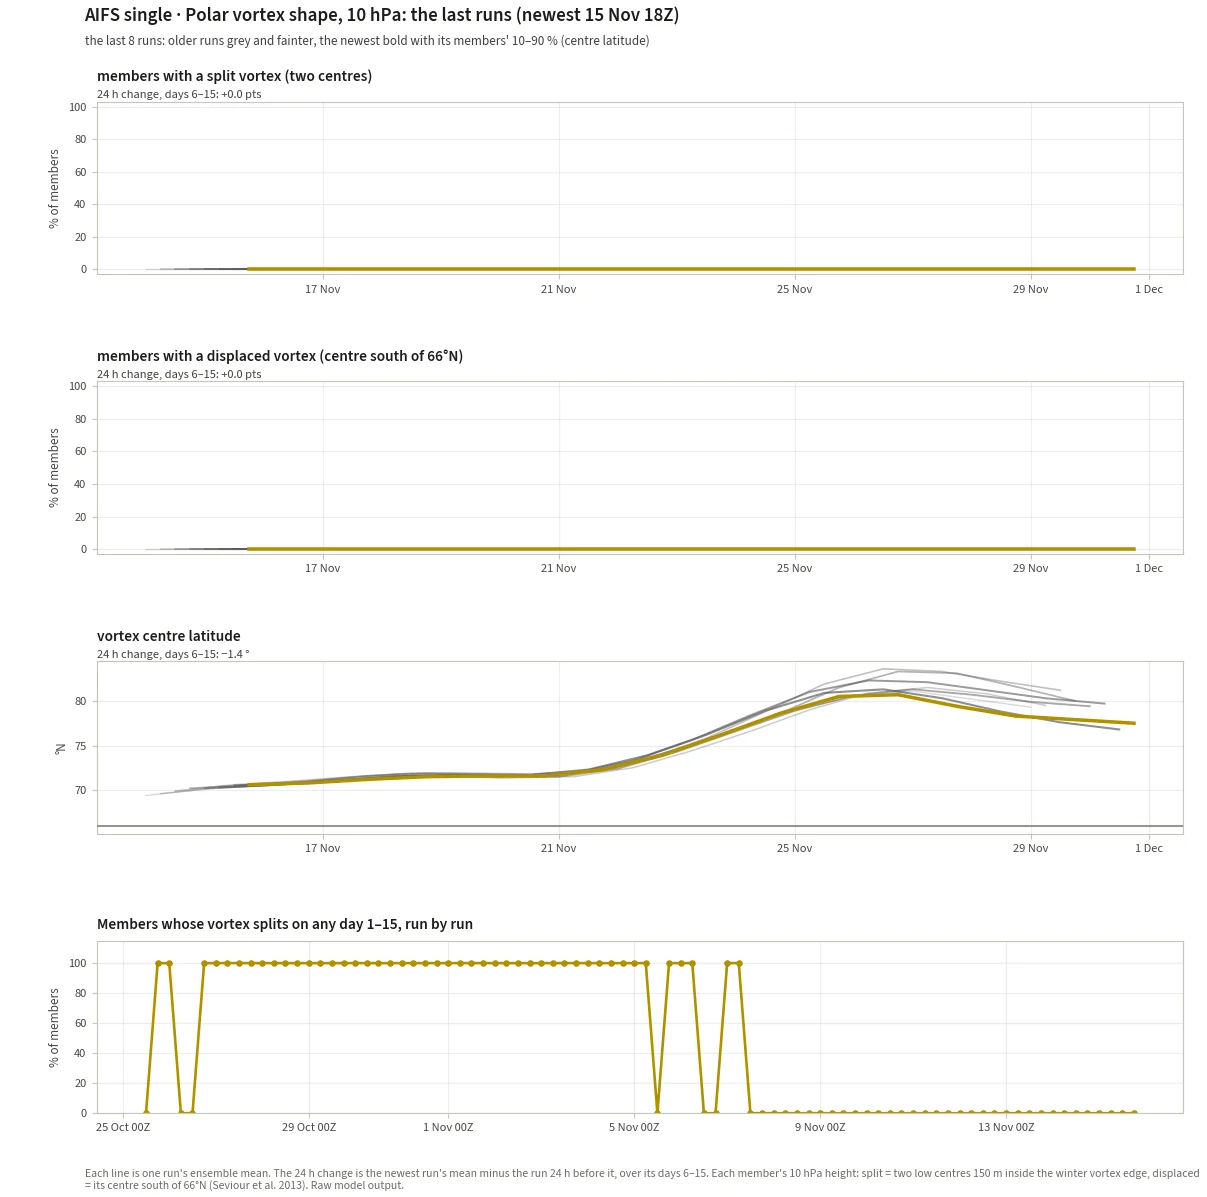 AIFS single · Polar vortex shape, 10 hPa: the last runs (newest 15 Nov 18Z)
the last 8 runs: older runs grey and fainter, the newest bold with its members' 10–90 % (centre latitude)
members with a split vortex (two centres)
24 h change, days 6–15: +0.0 pts
100
80
60
40
20
0
% of members
17 Nov
21 Nov
25 Nov
29 Nov
1 Dec
members with a displaced vortex (centre south of 66°N)
24 h change, days 6–15: +0.0 pts
100
80
60
40
20
0
% of members
17 Nov
21 Nov
25 Nov
29 Nov
1 Dec
vortex centre latitude
24 h change, days 6–15: −1.4 °
80
75
70
°N
17 Nov
21 Nov
25 Nov
29 Nov
1 Dec
Members whose vortex splits on any day 1–15, run by run
100
80
60
40
20
0
% of members
25 Oct 00Z
29 Oct 00Z
1 Nov 00Z
5 Nov 00Z
9 Nov 00Z
13 Nov 00Z
Each line is one run's ensemble mean. The 24 h change is the newest run's mean minus the run 24 h before it, over its days 6–15. Each member's 10 hPa height: split = two low centres 150 m inside the winter vortex edge, displaced
= its centre south of 66°N (Seviour et al. 2013). Raw model output.